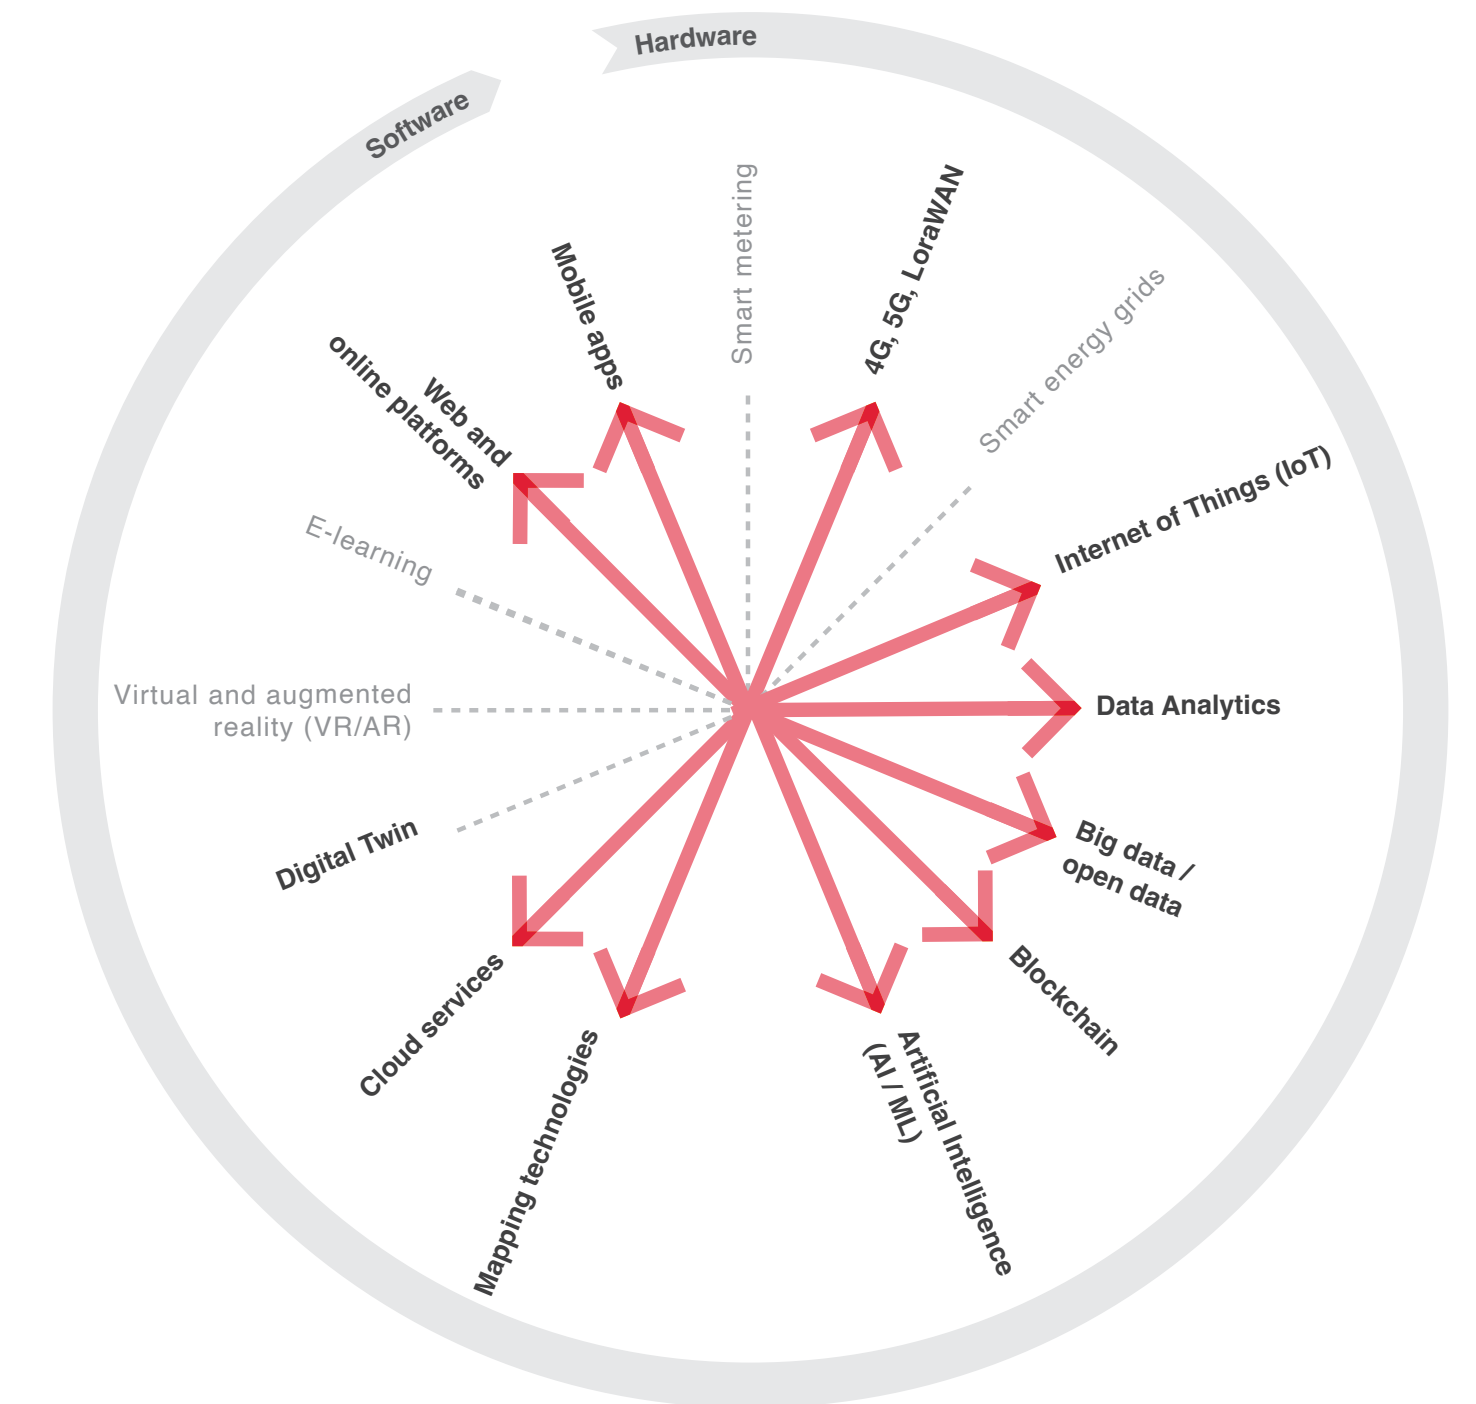 Hardware
Software
Smart metering
4G, 5G, LoraWAN
Smart energy grids
Internet of Things (IoT)
Data Analytics
Big data /
open data
Blockchain
Artificial Intelligence
(AI / ML)
Mapping technologies
Cloud services
Digital Twin
Virtual and augmented
reality (VR/AR)
E-learning
Web and
online platforms
Mobile apps